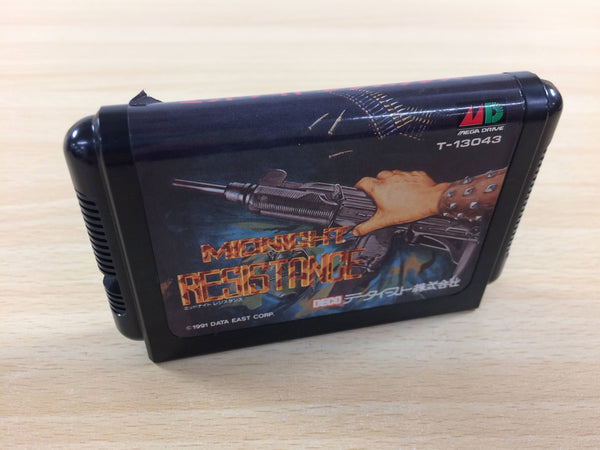 MD
MEGA DRIVE
T-13043
MIDNIGHT
RESISTANCE
ミッドナイト レジスタンス
DECO データイースト株式会社
©1991 DATA EAST CORP.